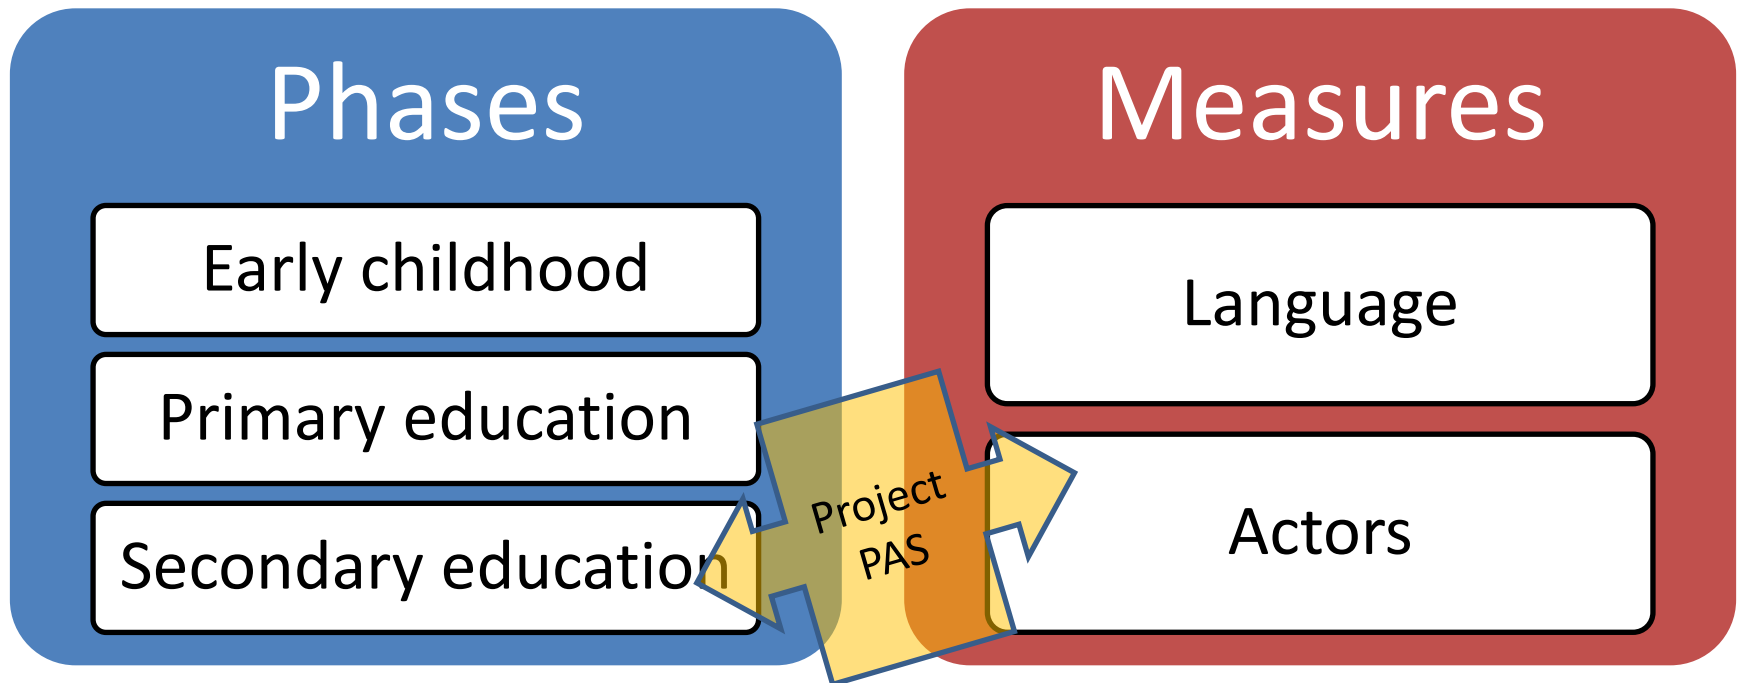 Phases
Early childhood
Primary education
Secondary education
Measures
Language
Actors
Project
PAS